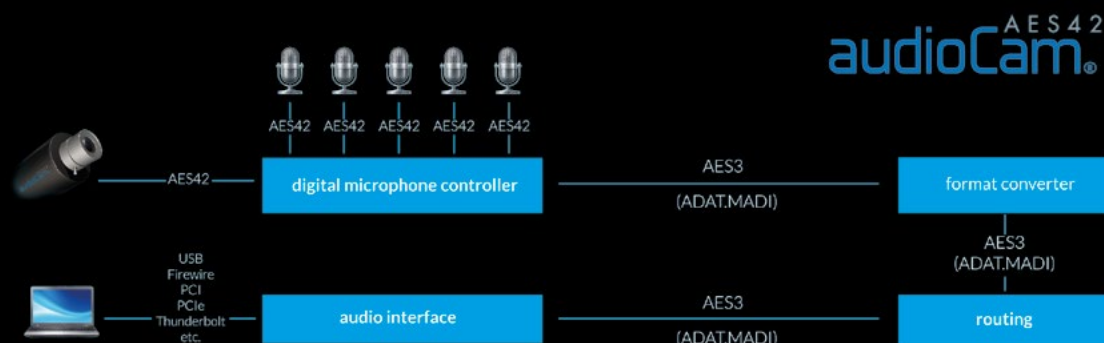 AES42
audioCam®
AES42 AES42 AES42 AES42 AES42
AES42
digital microphone controller
AES3
(ADAT.MADI)
format converter
AES3
(ADAT.MADI)
USB
Firewire
PCI
PCIe
Thunderbolt
etc.
audio interface
AES3
(ADAT.MADI)
routing